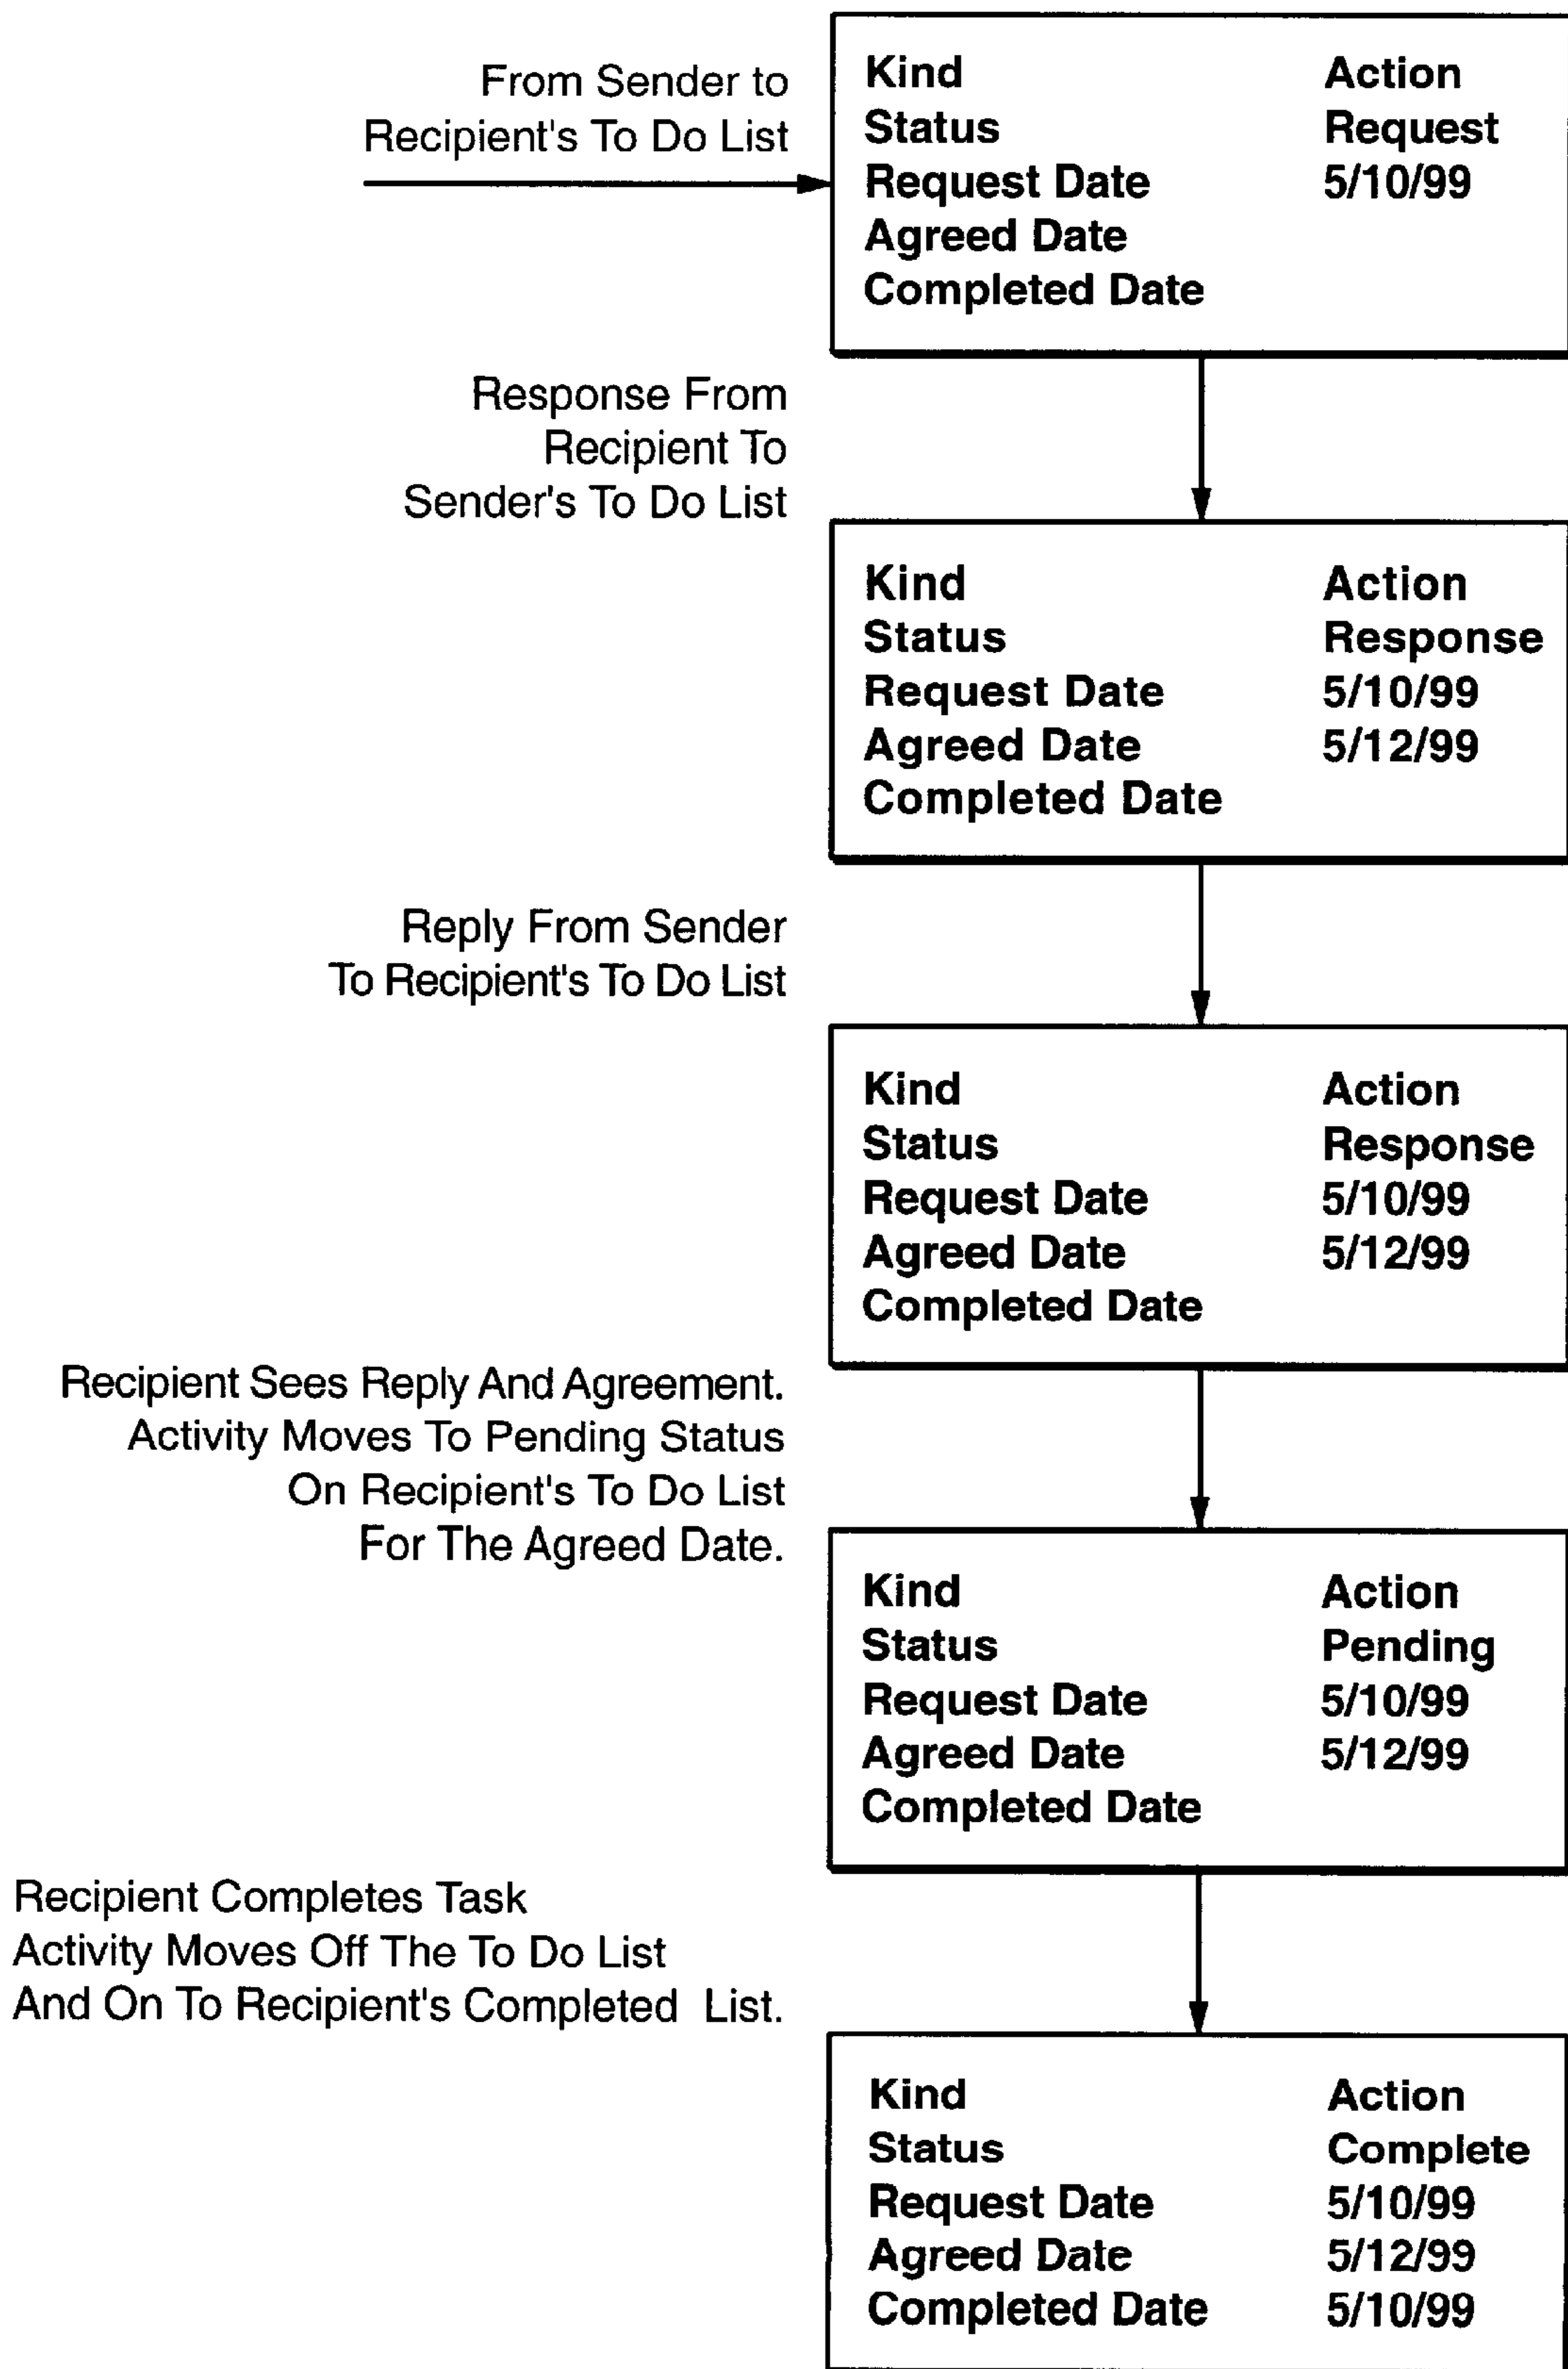 From Sender to
Recipient's To Do List
Kind Action
Status Request
Request Date 5/10/99
Agreed Date
Completed Date
Response From
Recipient To
Sender's To Do List
Kind Action
Status Response
Request Date 5/10/99
Agreed Date 5/12/99
Completed Date
Reply From Sender
To Recipient's To Do List
Kind Action
Status Response
Request Date 5/10/99
Agreed Date 5/12/99
Completed Date
Recipient Sees Reply And Agreement.
Activity Moves To Pending Status
On Recipient's To Do List
For The Agreed Date.
Kind Action
Status Pending
Request Date 5/10/99
Agreed Date 5/12/99
Completed Date
Recipient Completes Task
Activity Moves Off The To Do List
And On To Recipient's Completed List.
Kind Action
Status Complete
Request Date 5/10/99
Agreed Date 5/12/99
Completed Date 5/10/99